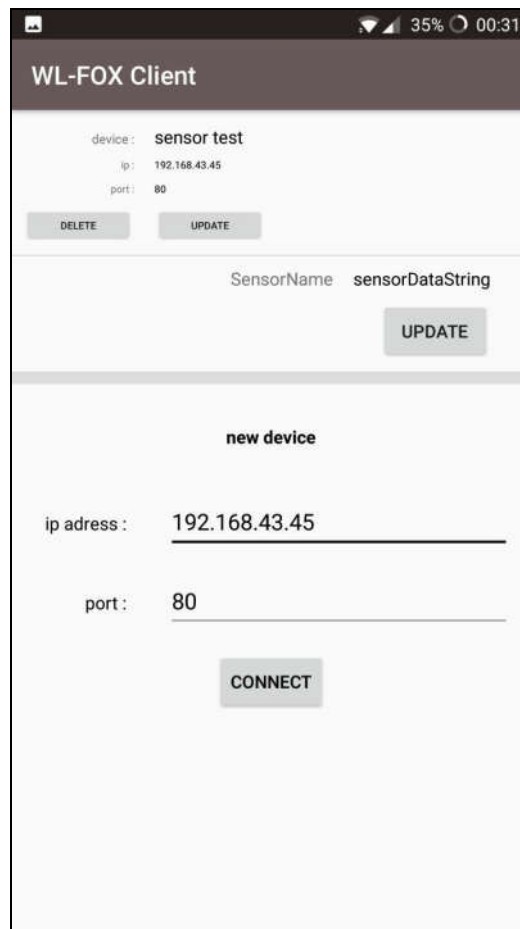 35% 00:31
WL-FOX Client
device : sensor test
ip : 192.168.43.45
port : 80
DELETE UPDATE
SensorName sensorDataString
UPDATE
new device
ip adress : 192.168.43.45
port : 80
CONNECT